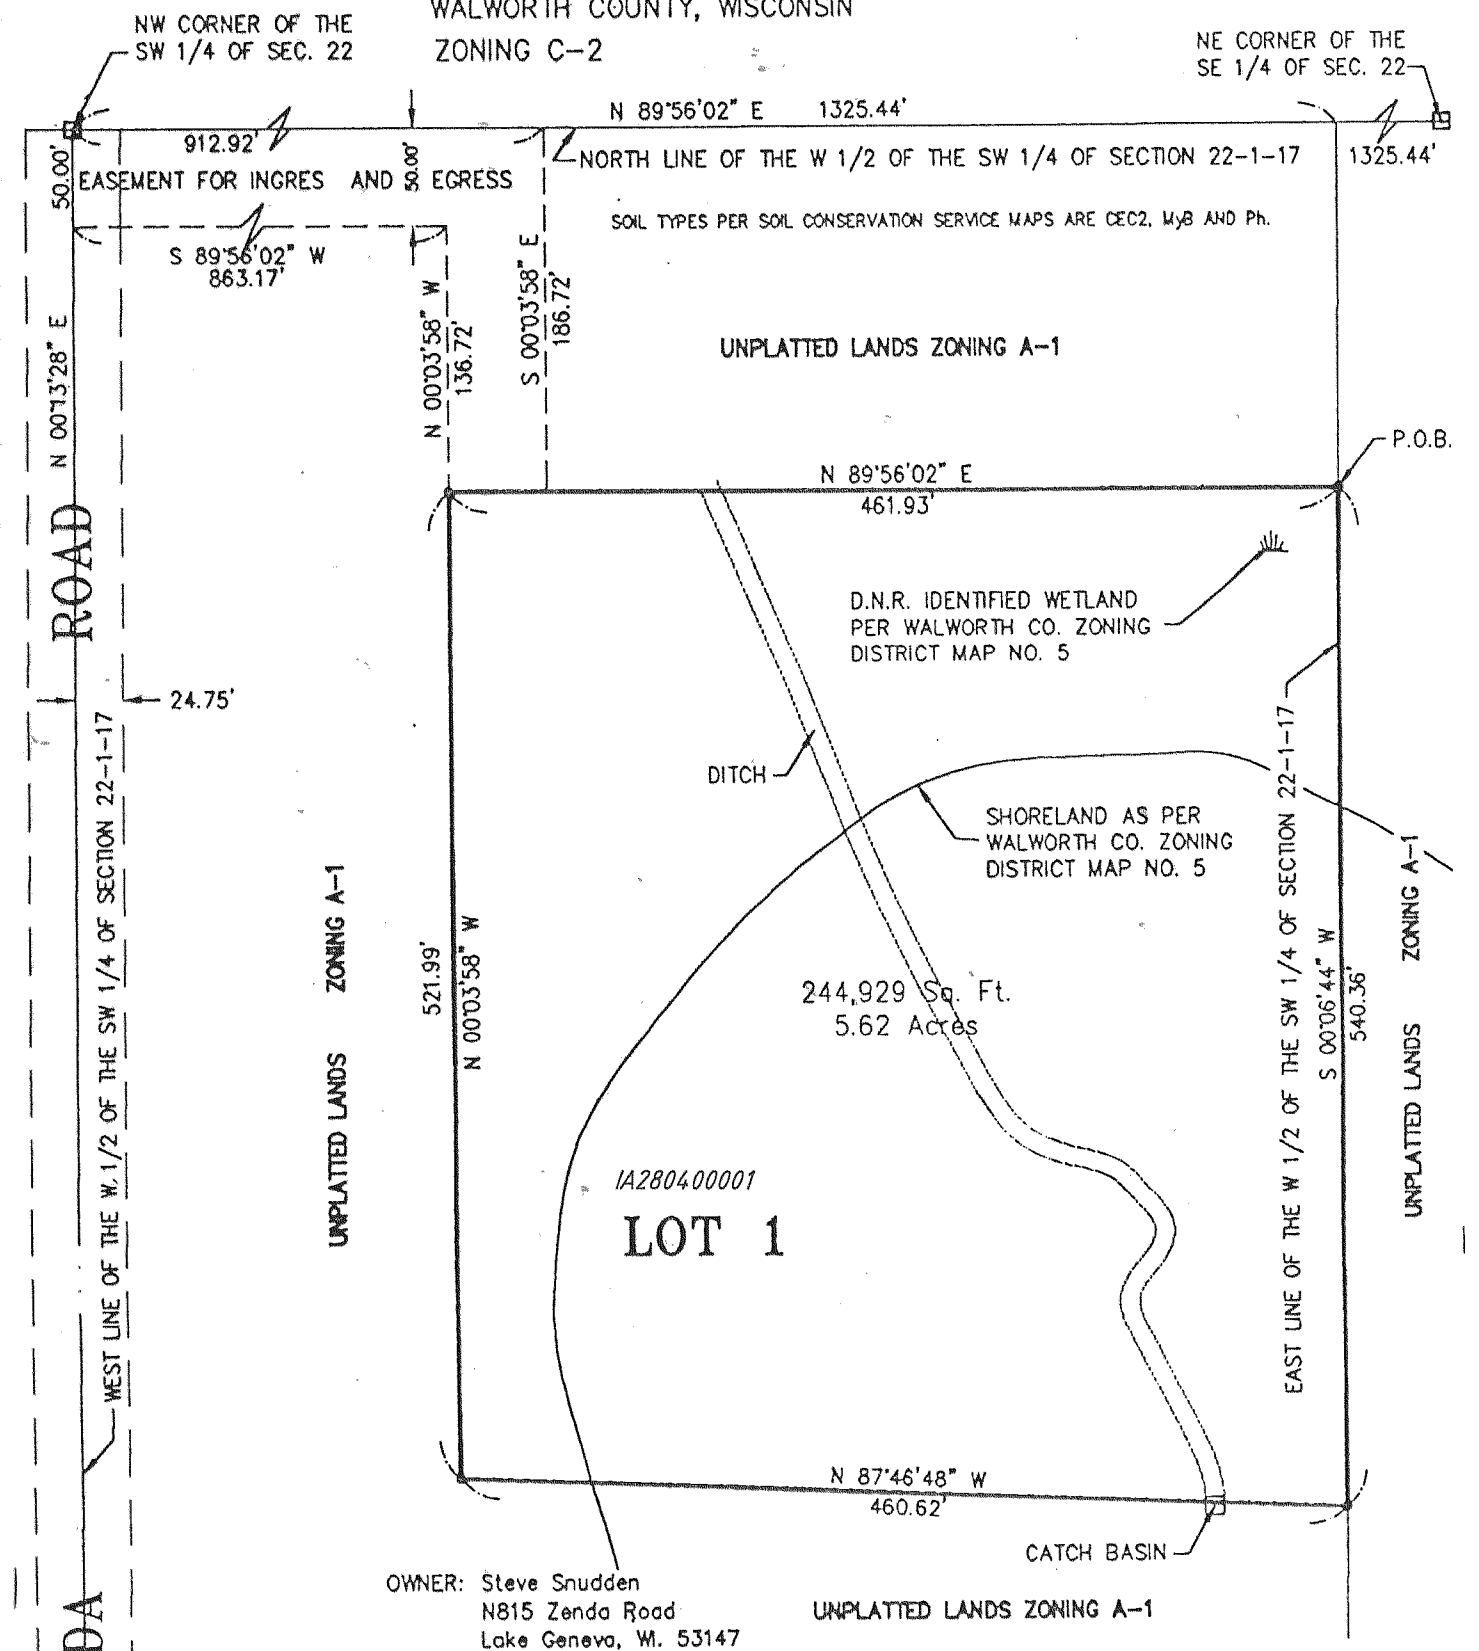 WALWORTH COUNTY, WISCONSIN
ZONING C-2
NW CORNER OF THE
SW 1/4 OF SEC. 22
NE CORNER OF THE
SE 1/4 OF SEC. 22
N 89°56'02" E 1325.44'
912.92'
50.00'
50.00'
NORTH LINE OF THE W 1/2 OF THE SW 1/4 OF SECTION 22-1-17
1325.44'
EASEMENT FOR INGRES AND EGRESS
SOIL TYPES PER SOIL CONSERVATION SERVICE MAPS ARE CEC2, MyB AND Ph.
S 89°56'02" W
863.17'
N 00°13'28" E
N 00°03'58" W
136.72'
S 00°03'58" E
186.72'
UNPLATTED LANDS ZONING A-1
P.O.B.
N 89°56'02" E
461.93'
ROAD
D.N.R. IDENTIFIED WETLAND
PER WALWORTH CO. ZONING
DISTRICT MAP NO. 5
24.75'
DITCH
SHORELAND AS PER
WALWORTH CO. ZONING
DISTRICT MAP NO. 5
WEST LINE OF THE W.1/2 OF THE SW 1/4 OF SECTION 22-1-17
UNPLATTED LANDS ZONING A-1
521.99'
N 00°03'58" W
244,929 Sq. Ft.
5.62 Acres
EAST LINE OF THE W 1/2 OF THE SW 1/4 OF SECTION 22-1-17
S 00°06'44" W
540.36'
UNPLATTED LANDS ZONING A-1
IA280400001
LOT 1
N 87°46'48" W
460.62'
CATCH BASIN
OWNER: Steve Snudden
N815 Zenda Road
Lake Geneva, WI. 53147
UNPLATTED LANDS ZONING A-1
DA